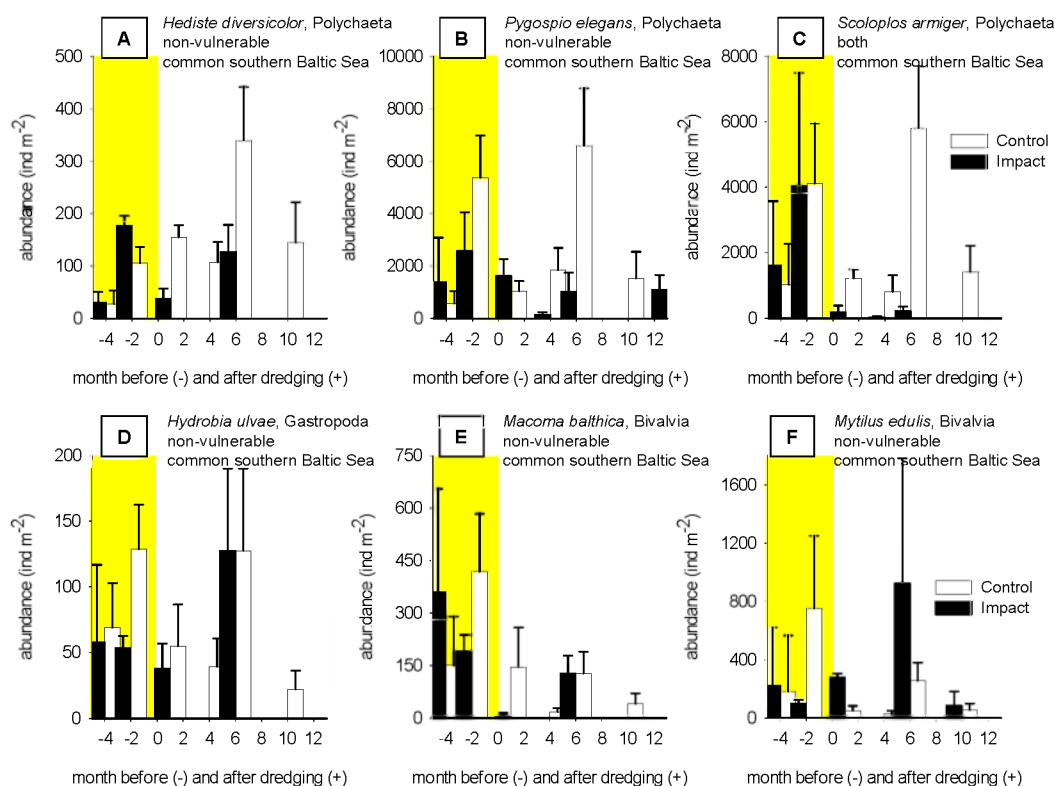 A
Hediste diversicolor, Polychaeta
non-vulnerable
common southern Baltic Sea
500
400
300
200
100
0
abundance (ind m-2)
-4 -2 0 2 4 6 8 10 12
month before (-) and after dredging (+)
B
Pygospio elegans, Polychaeta
non-vulnerable
common southern Baltic Sea
10000
8000
6000
4000
2000
0
abundance (ind m-2)
-4 -2 0 2 4 6 8 10 12
month before (-) and after dredging (+)
C
Scoloplos armiger, Polychaeta
both
common southern Baltic Sea
8000
6000
4000
2000
0
abundance (ind m-2)
Control
Impact
-4 -2 0 2 4 6 8 10 12
month before (-) and after dredging (+)
D
Hydrobia ulvae, Gastropoda
non-vulnerable
common southern Baltic Sea
200
150
100
50
0
abundance (ind m-2)
-4 -2 0 2 4 6 8 10 12
month before (-) and after dredging (+)
E
Macoma balthica, Bivalvia
non-vulnerable
common southern Baltic Sea
750
600
450
300
150
0
abundance (ind m-2)
-4 -2 0 2 4 6 8 10 12
month before (-) and after dredging (+)
F
Mytilus edulis, Bivalvia
non-vulnerable
common southern Baltic Sea
1600
1200
800
400
0
abundance (ind m-2)
Control
Impact
-4 -2 0 2 4 6 8 10 12
month before (-) and after dredging (+)